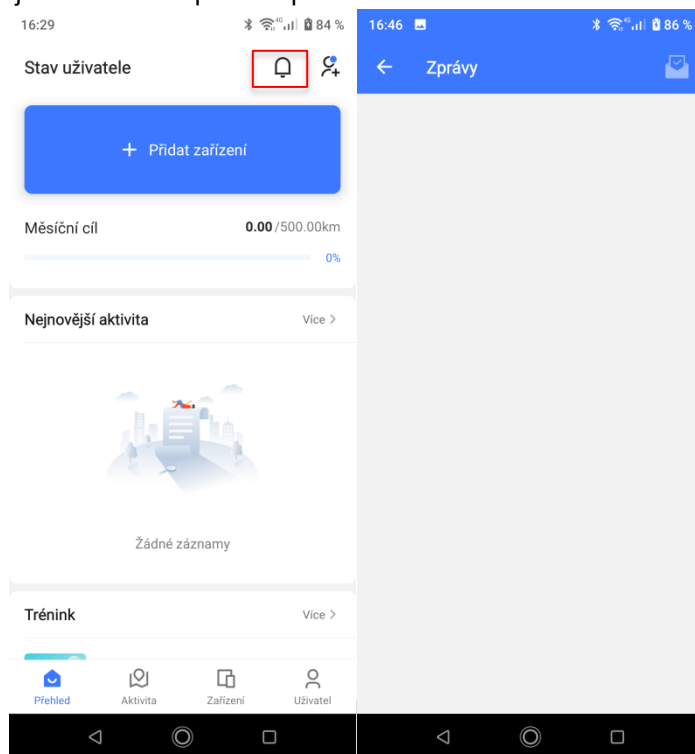 16:29
84 %
Stav uživatele
+ Přidat zařízení
Měsíční cíl
0.00/500.00km
0%
Nejnovější aktivita
Více >
Žádné záznamy
Trénink
Více >
Přehled
Aktivita
Zařízení
Uživatel
16:46
86 %
Zprávy